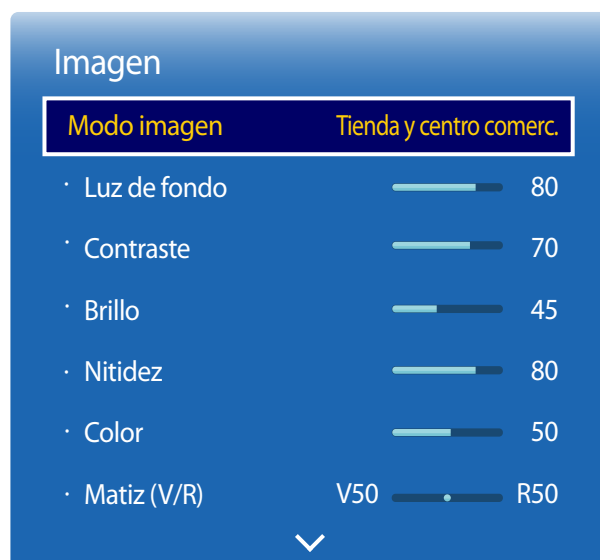 Imagen
Modo imagen Tienda y centro comerc.
· Luz de fondo 80
· Contraste 70
· Brillo 45
· Nitidez 80
· Color 50
· Matiz (V/R) V50 R50